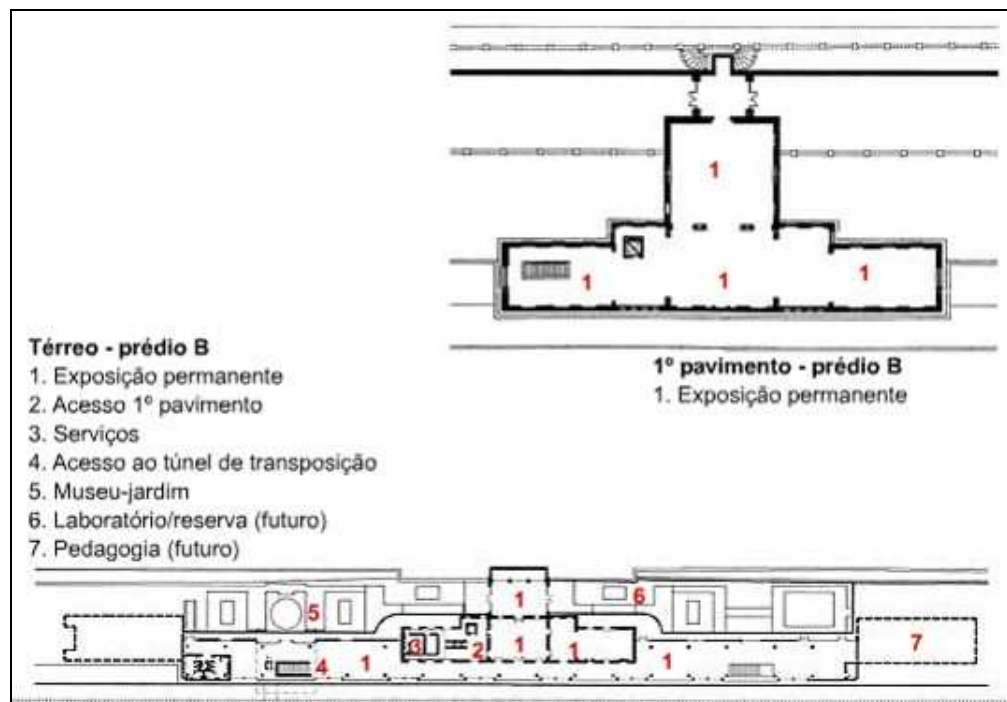 1
1
1
1
Térreo - prédio B
1. Exposição permanente
2. Acesso 1º pavimento
3. Serviços
4. Acesso ao túnel de transposição
5. Museu-jardim
6. Laboratório/reserva (futuro)
7. Pedagogia (futuro)
1º pavimento - prédio B
1. Exposição permanente
5
1
6
3
2
1
1
7
4
1
1